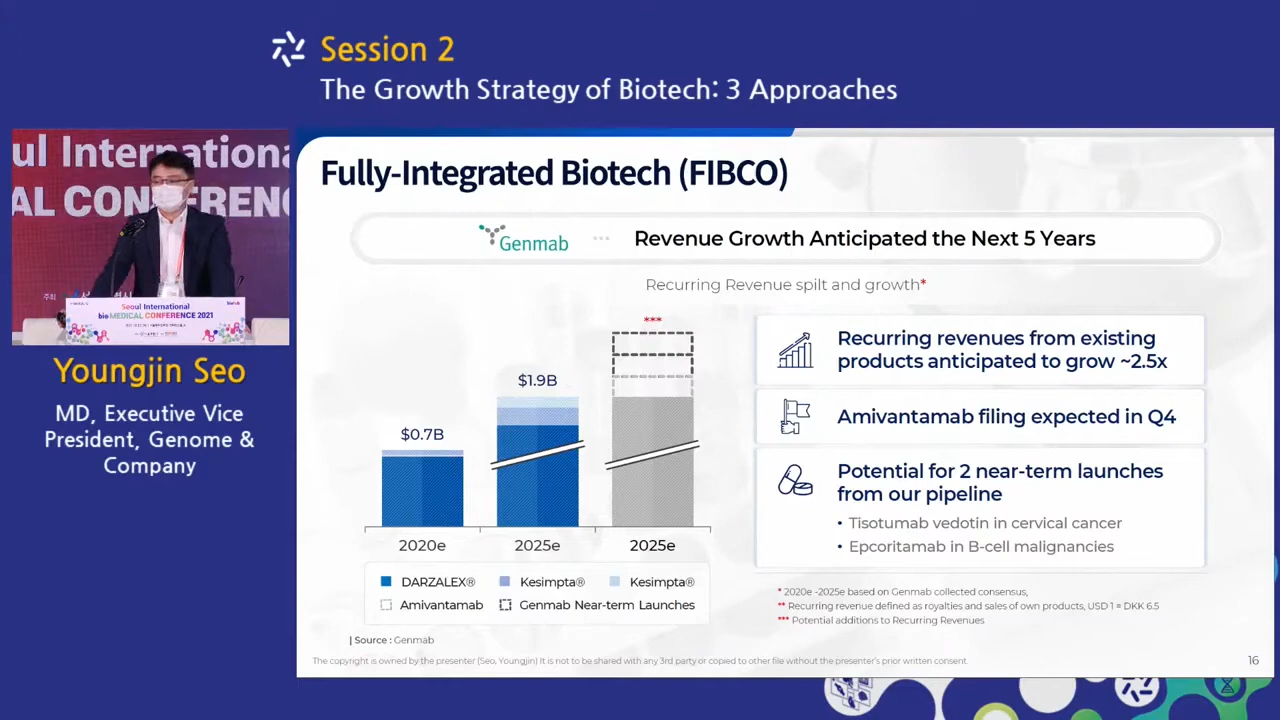 Session 2
The Growth Strategy of Biotech: 3 Approaches
ul Internationa
AL CONFERENC
주최
Seoul International
bio MEDICAL CONFERENCE 2021
Youngjin Seo
MD, Executive Vice
President, Genome &
Company
Fully-Integrated Biotech (FIBCO)
Genmab
Revenue Growth Anticipated the Next 5 Years
Recurring Revenue spilt and growth*
***
$1.9B
$0.7B
2020e
2025e
2025e
DARZALEX®
Kesimpta®
Kesimpta®
Amivantamab
Genmab Near-term Launches
Recurring revenues from existing
products anticipated to grow ~2.5x
Amivantamab filing expected in Q4
Potential for 2 near-term launches
from our pipeline
• Tisotumab vedotin in cervical cancer
• Epcoritamab in B-cell malignancies
* 2020e -2025e based on Genmab collected consensus,
** Recurring revenue defined as royalties and sales of own products, USD 1 = DKK 6.5
*** Potential additions to Recurring Revenues
| Source : Genmab
The copyright is owned by the presenter (Seo, Youngjin) It is not to be shared with any 3rd party or copied to other file without the presenter's prior written consent.
16